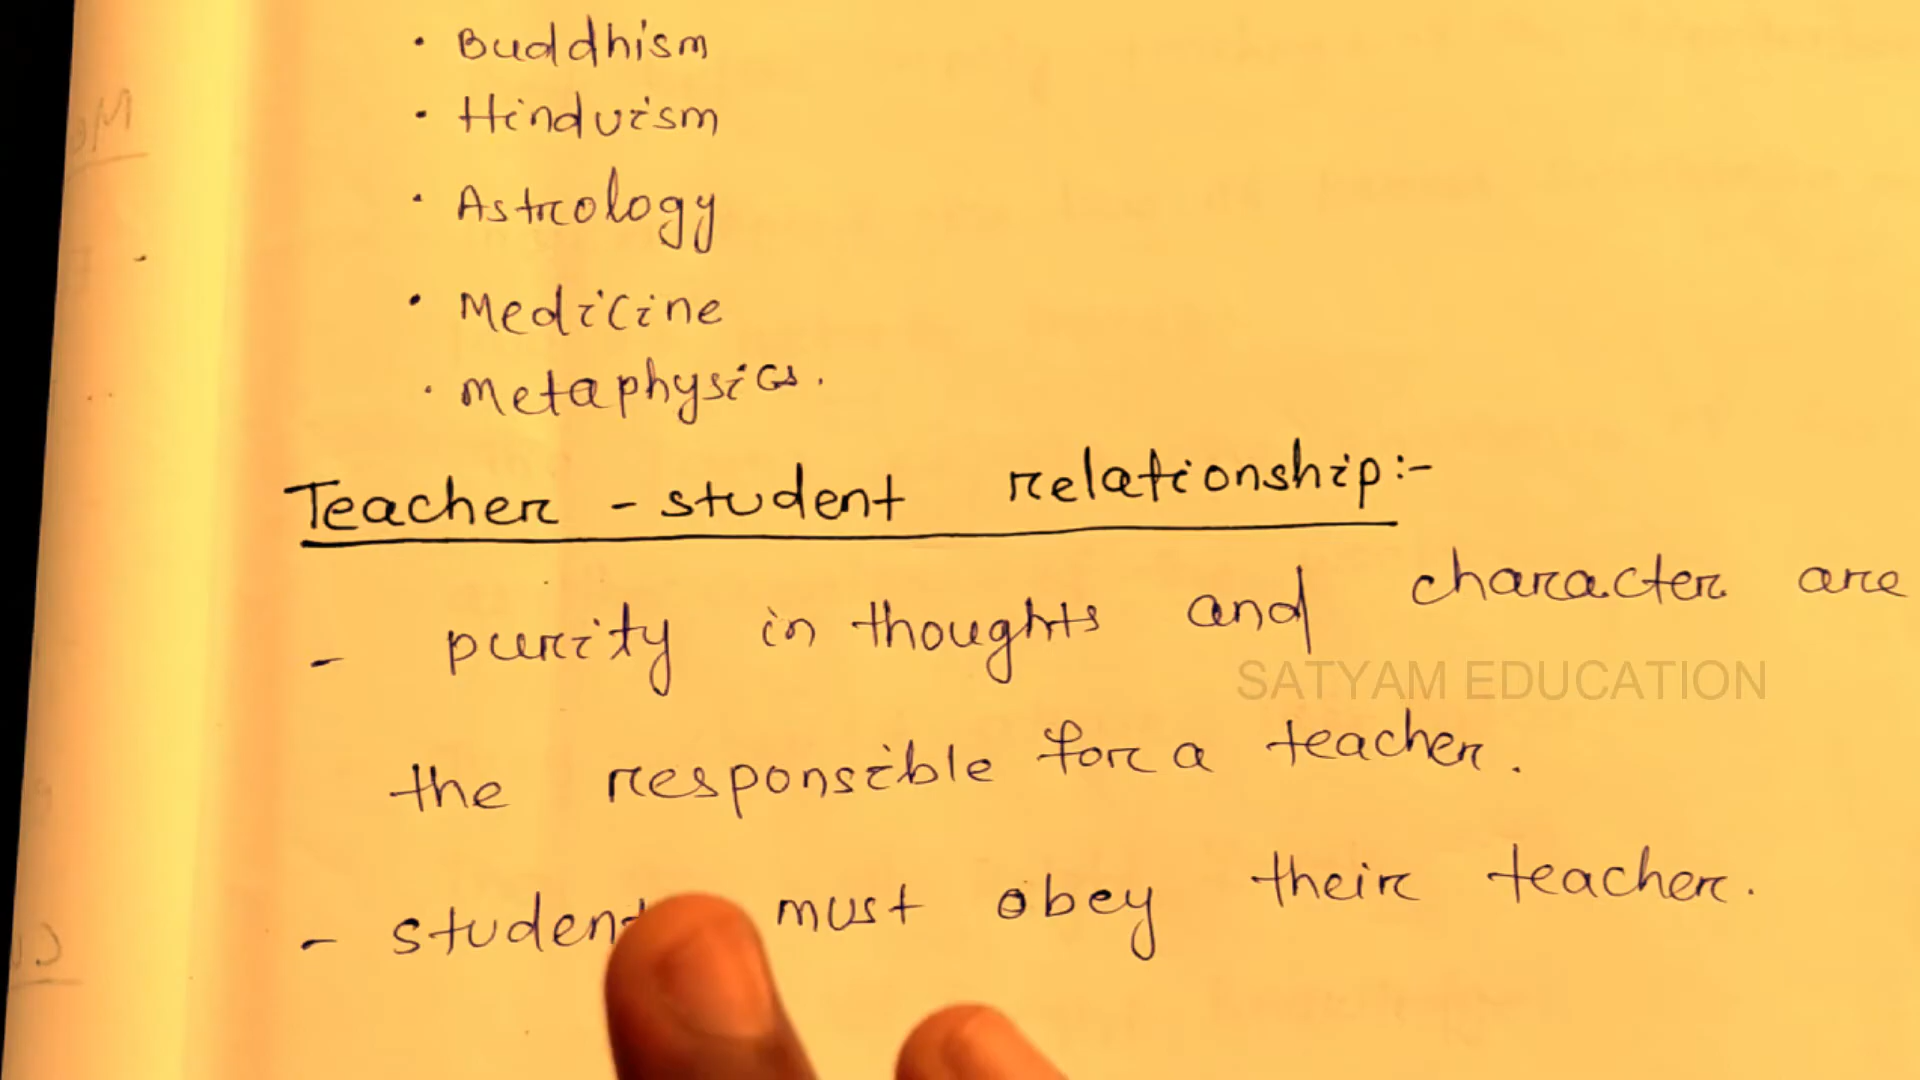 • Buddhism
• Hinduism
• Astrology
• Medicine
• Metaphysics.
Teacher - student relationship:-
- purity in thoughts and character are
SATYAM EDUCATION
the responsible for a teacher.
- student must obey their teacher.